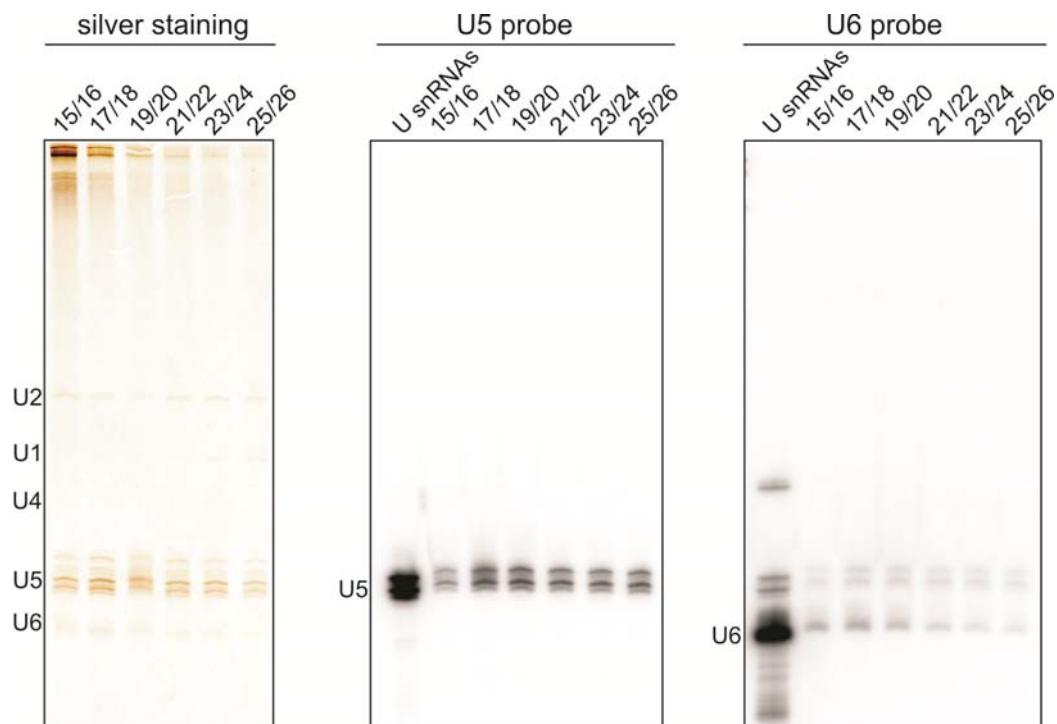 silver staining
15/16 17/18 19/20 21/22 23/24 25/26
U2
U1
U4
U5
U6
U5 probe
U snRNAs 15/16 17/18 19/20 21/22 23/24 25/26
U5
U6 probe
U snRNAs 15/16 17/18 19/20 21/22 23/24 25/26
U6